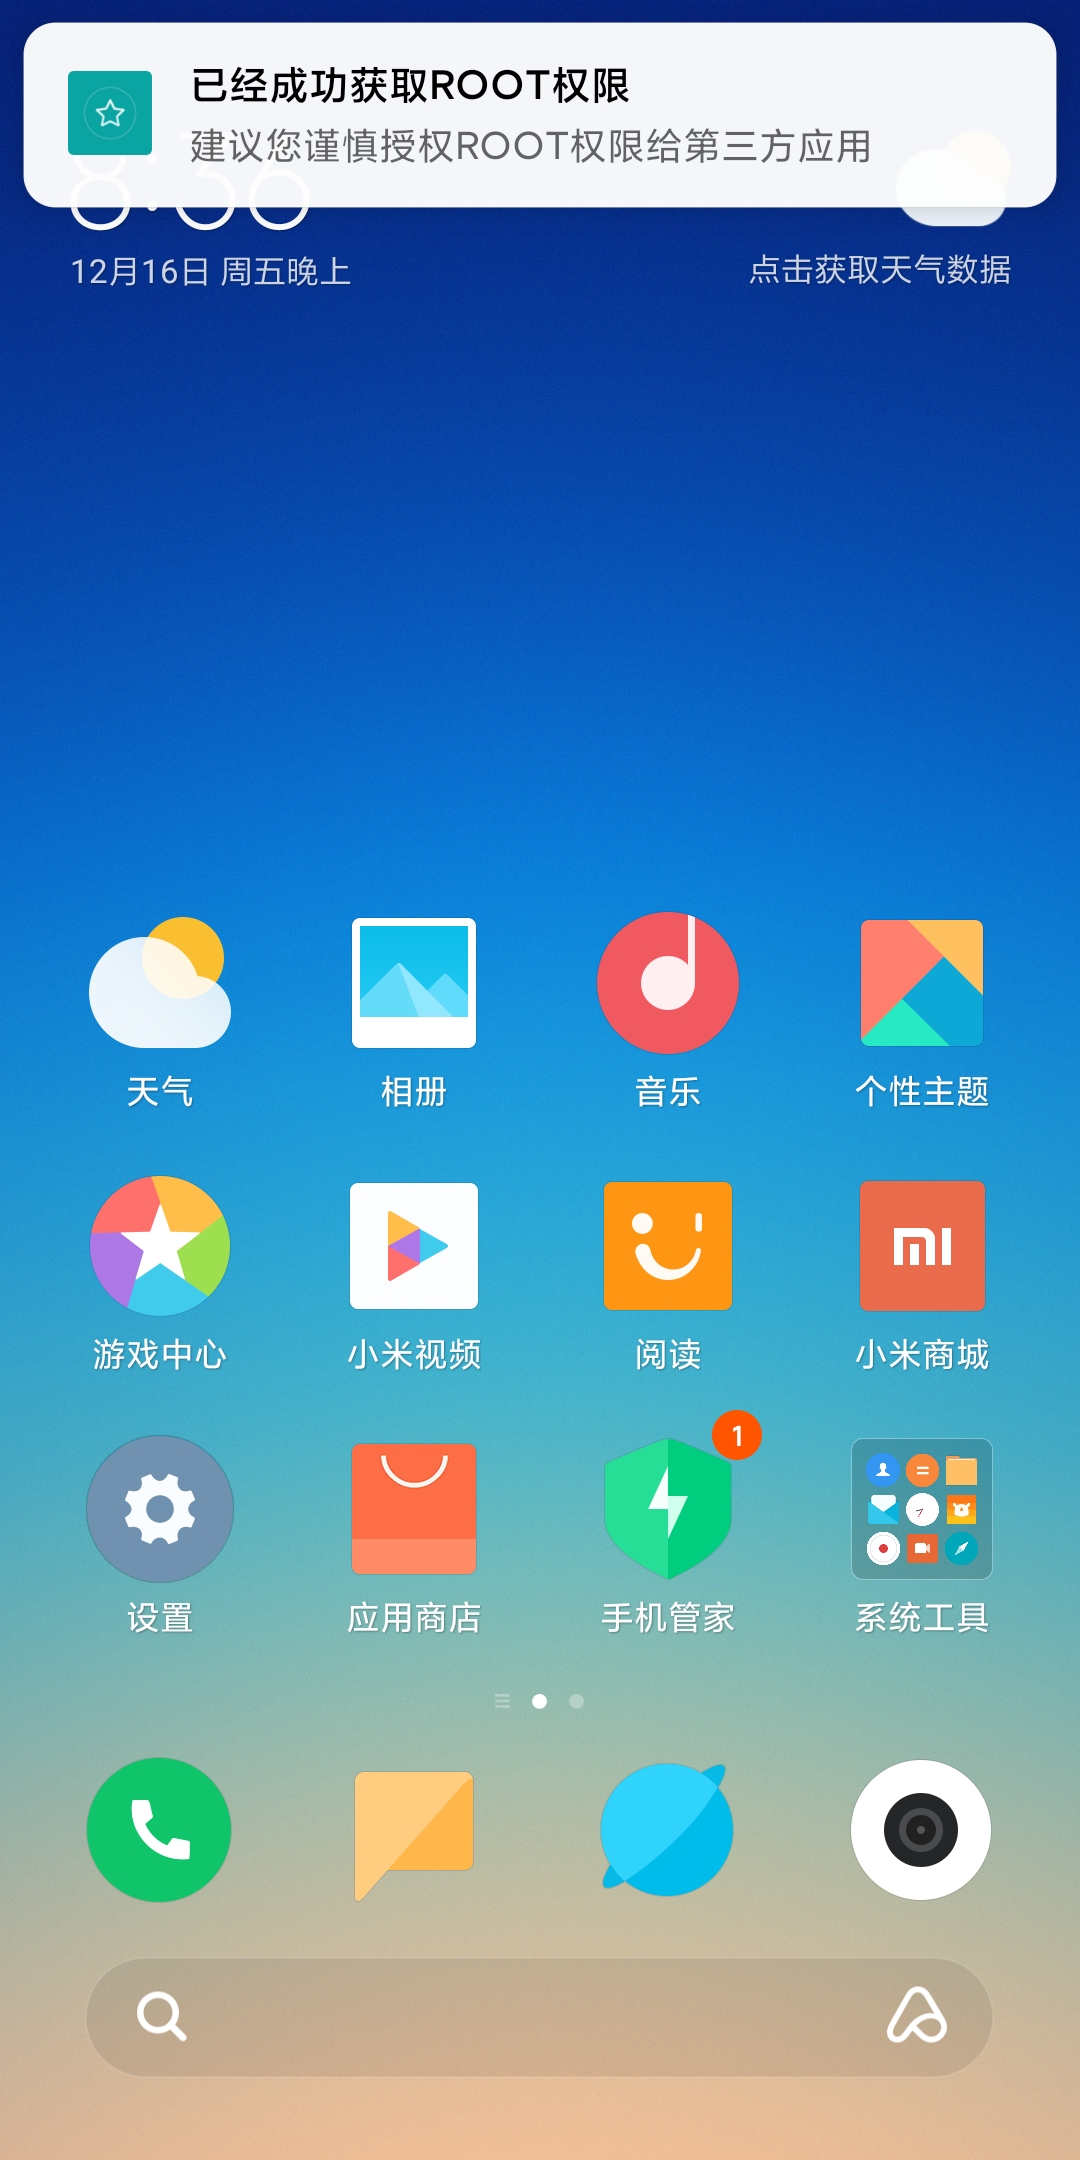 已经成功获取ROOT权限
建议您谨慎授权ROOT权限给第三方应用
12月16日 周五晚上
点击获取天气数据
天气
相册
音乐
个性主题
游戏中心
小米视频
阅读
小米商城
1
设置
应用商店
手机管家
系统工具